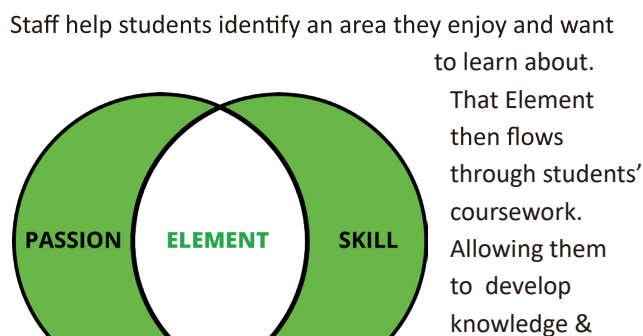 Staff help students identify an area they enjoy and want
to learn about.
That Element
then flows
through students’
coursework.
Allowing them
to develop
knowledge &
PASSION
ELEMENT
SKILL